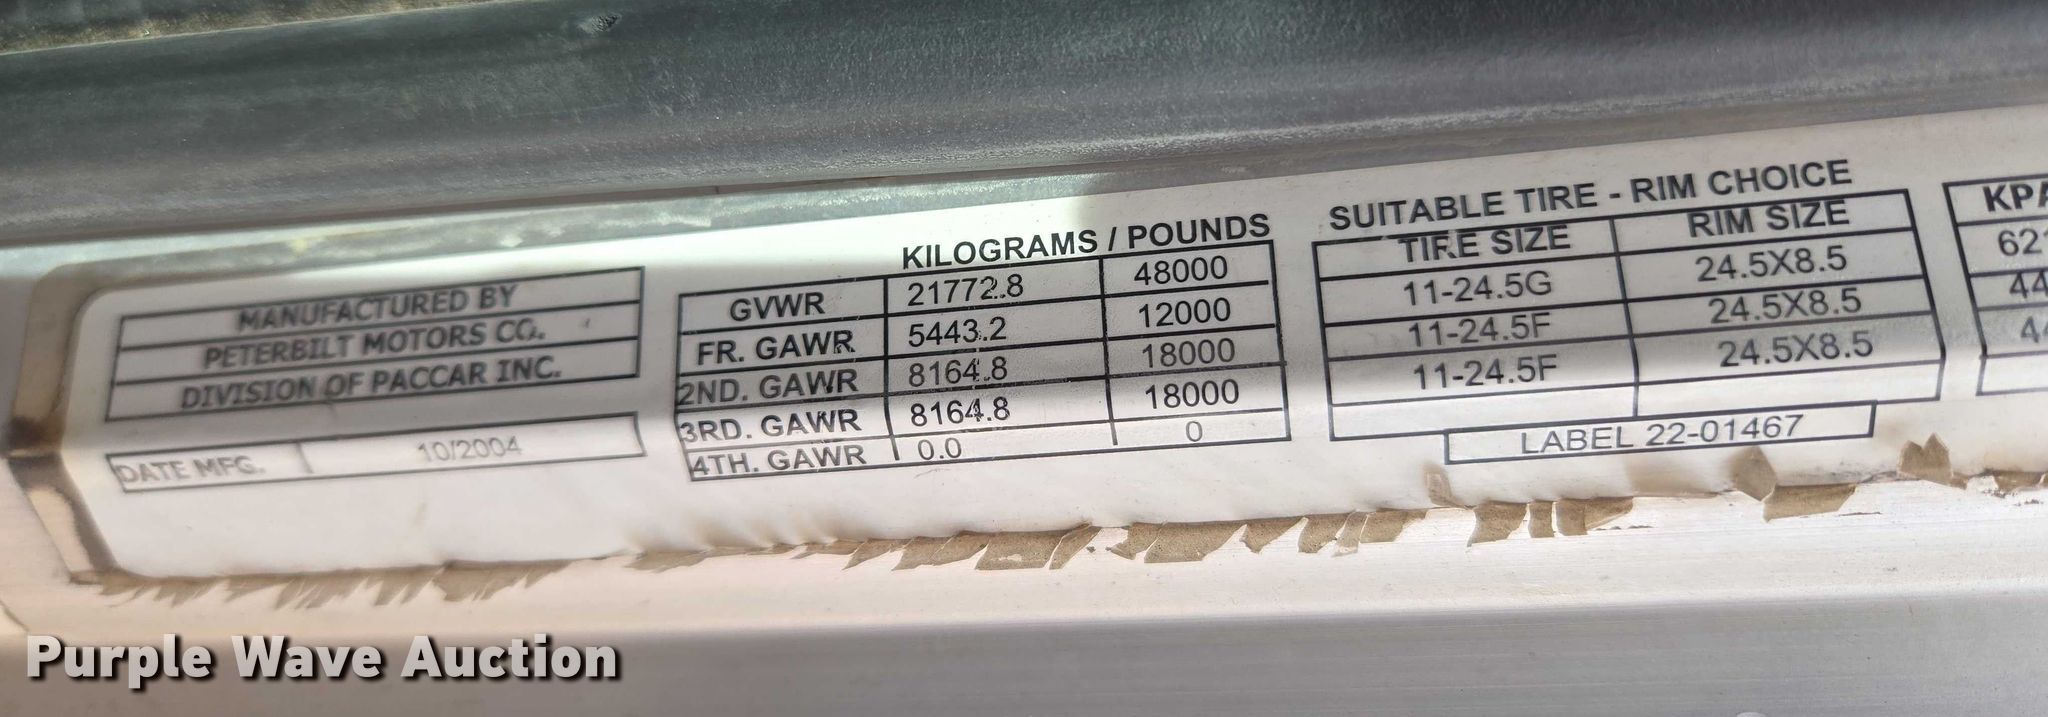 MANUFACTURED BY
PETERBILT MOTORS CO.
DIVISION OF PACCAR INC.
DATE MFG. 10/2004
KILOGRAMS / POUNDS
GVWR 21772.8 48000
FR. GAWR 5443.2 12000
2ND. GAWR 8164.8 18000
3RD. GAWR 8164.8 18000
4TH. GAWR 0.0 0
SUITABLE TIRE - RIM CHOICE
TIRE SIZE RIM SIZE
11-24.5G 24.5X8.5
11-24.5F 24.5X8.5
11-24.5F 24.5X8.5
LABEL 22-01467
Purple Wave Auction